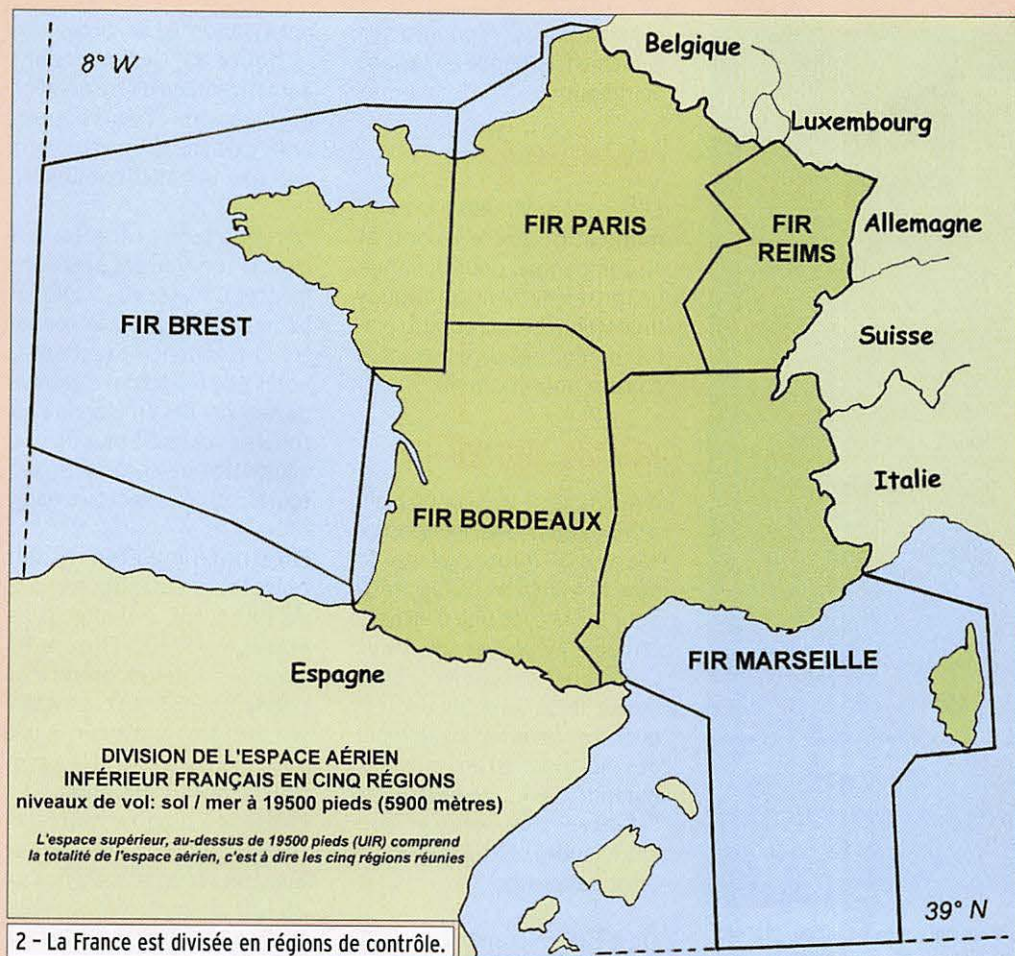 8° W
Belgique
Luxembourg
Allemagne
FIR PARIS
FIR
REIMS
FIR BREST
Suisse
Italie
FIR BORDEAUX
FIR MARSEILLE
Espagne
DIVISION DE L'ESPACE AÉRIEN
INFÉRIEUR FRANÇAIS EN CINQ RÉGIONS
niveaux de vol: sol / mer à 19500 pieds (5900 mètres)
L'espace supérieur, au-dessus de 19500 pieds (UIR) comprend
la totalité de l'espace aérien, c'est à dire les cinq régions réunies
39° N
2 - La France est divisée en régions de contrôle.